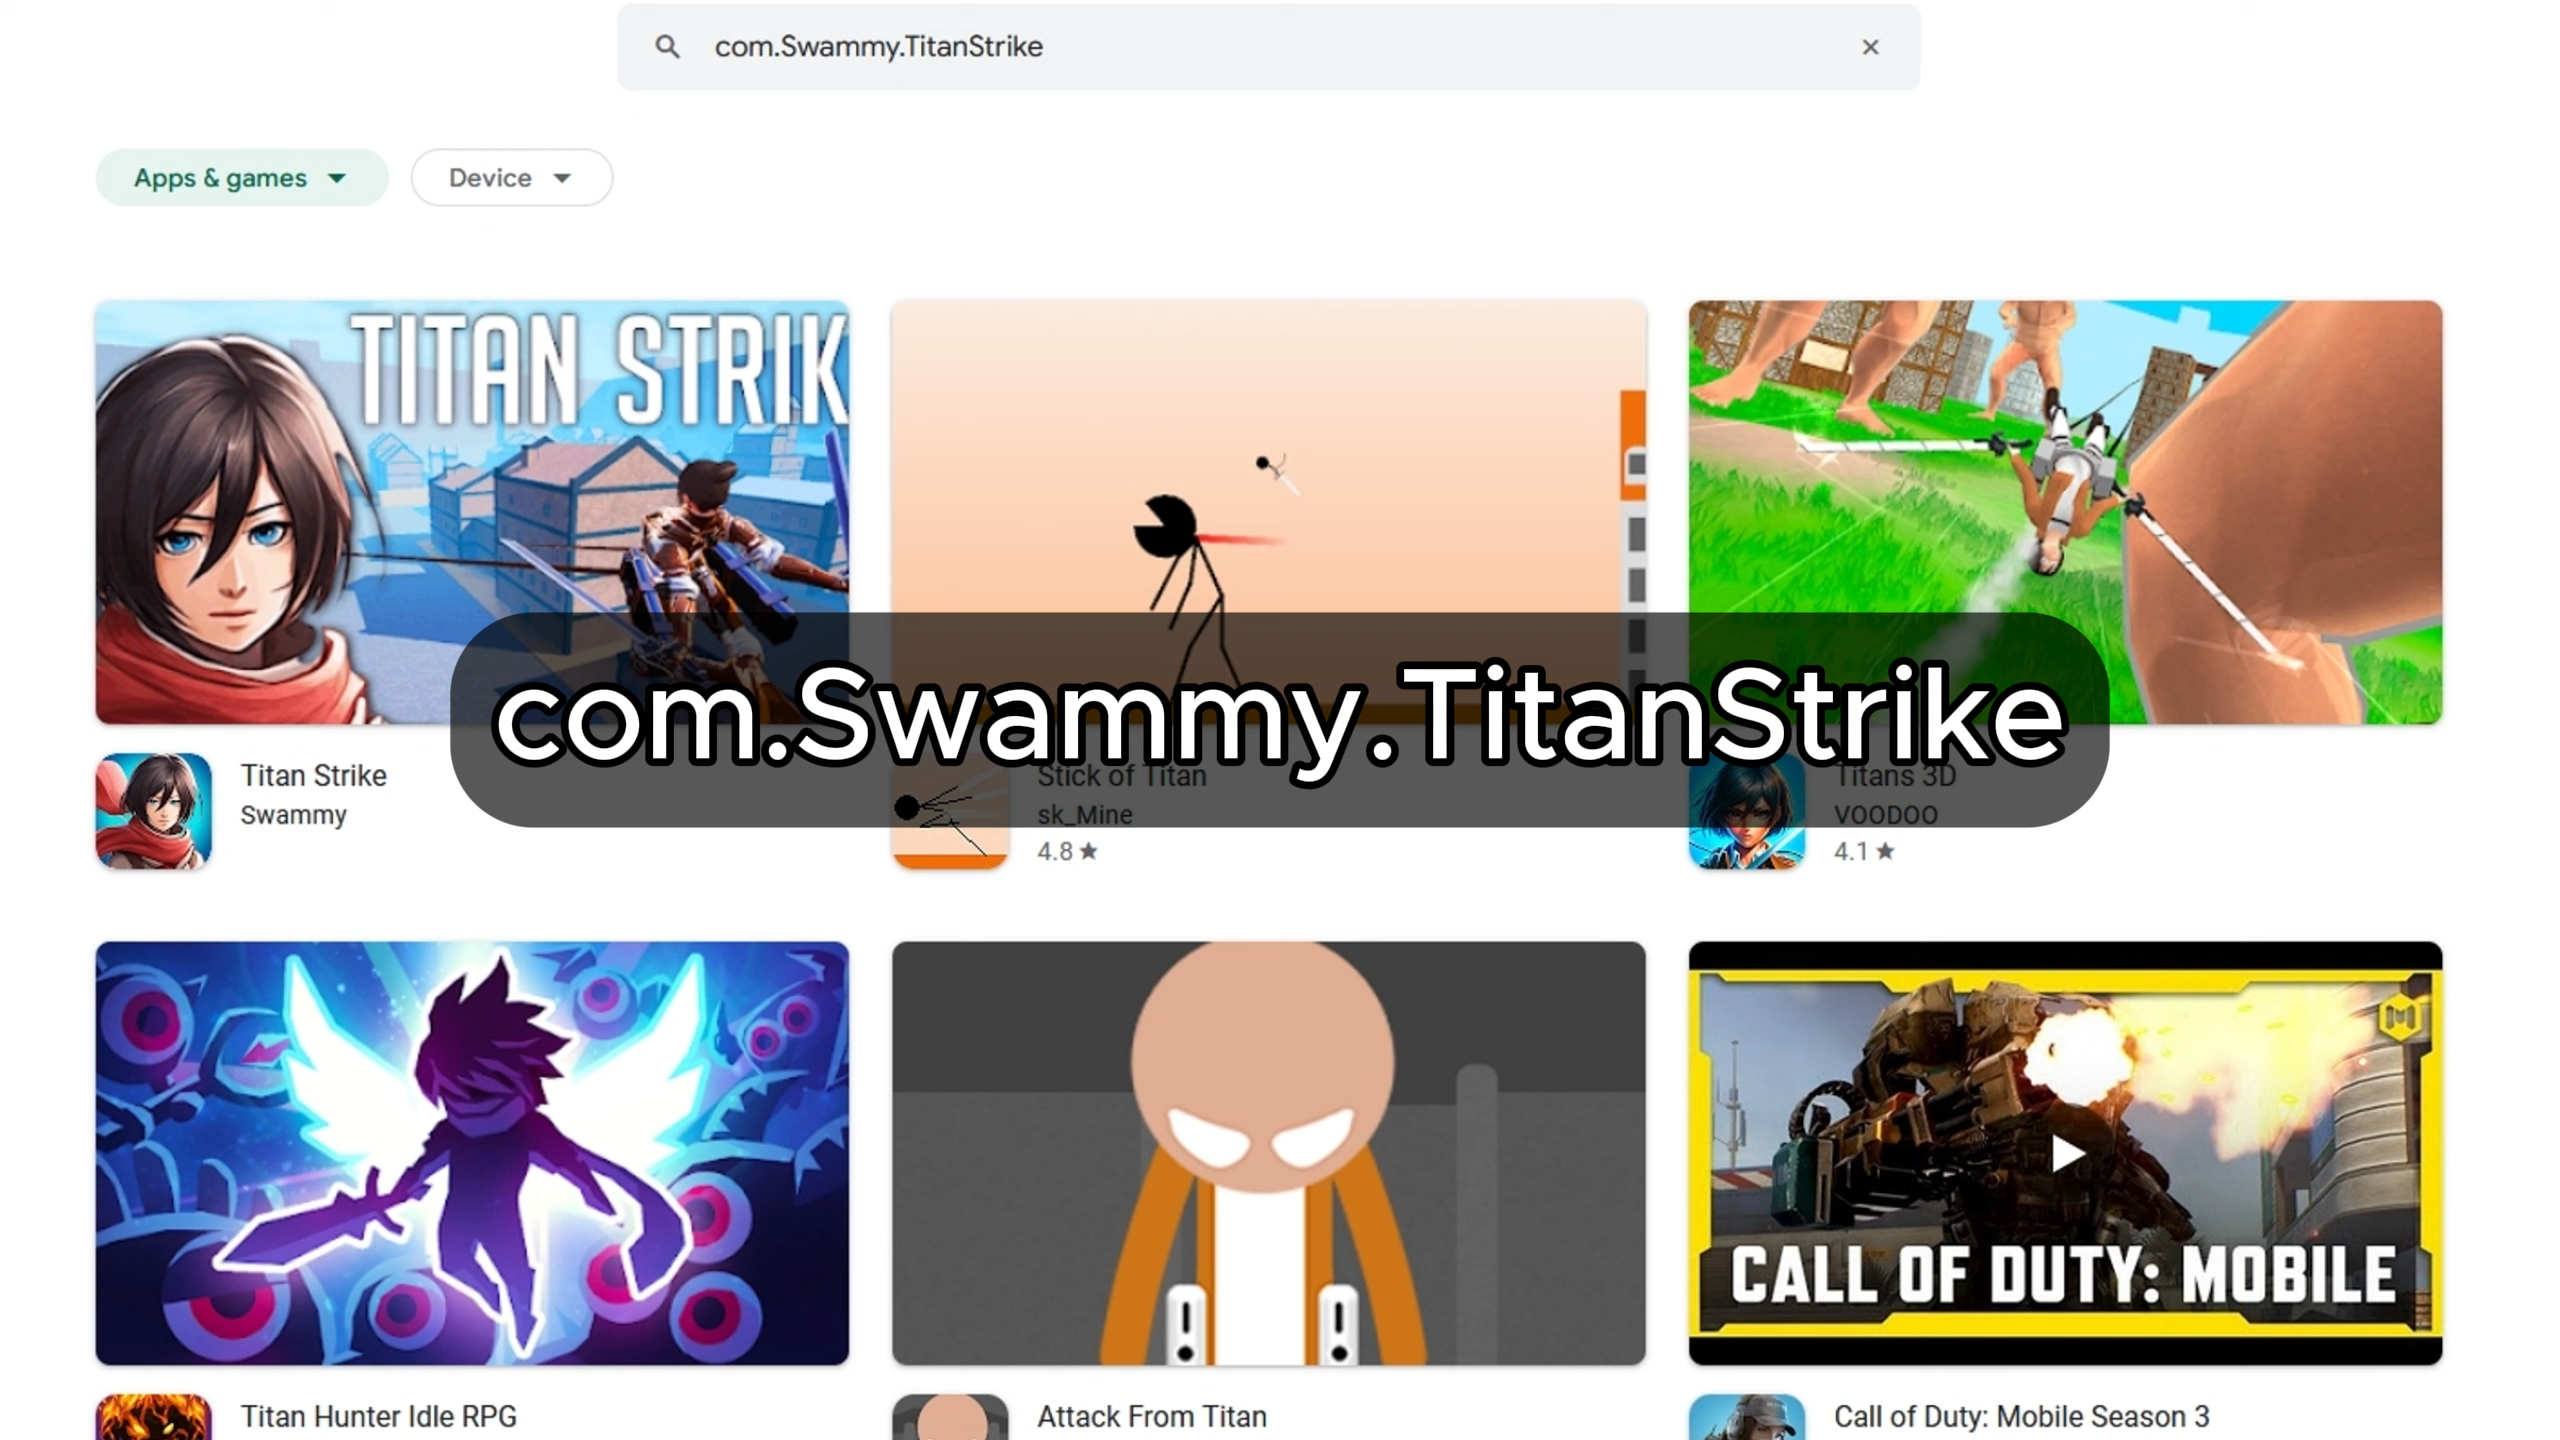 com.Swammy.TitanStrike
Apps & games
Device
TITAN STRIK
com.Swammy.TitanStrike
Titan Strike
Swammy
Stick of Titan
sk_Mine
4.8 ★
Titans 3D
VOODOO
4.1 ★
CALL OF DUTY: MOBILE
Titan Hunter Idle RPG
Attack From Titan
Call of Duty: Mobile Season 3